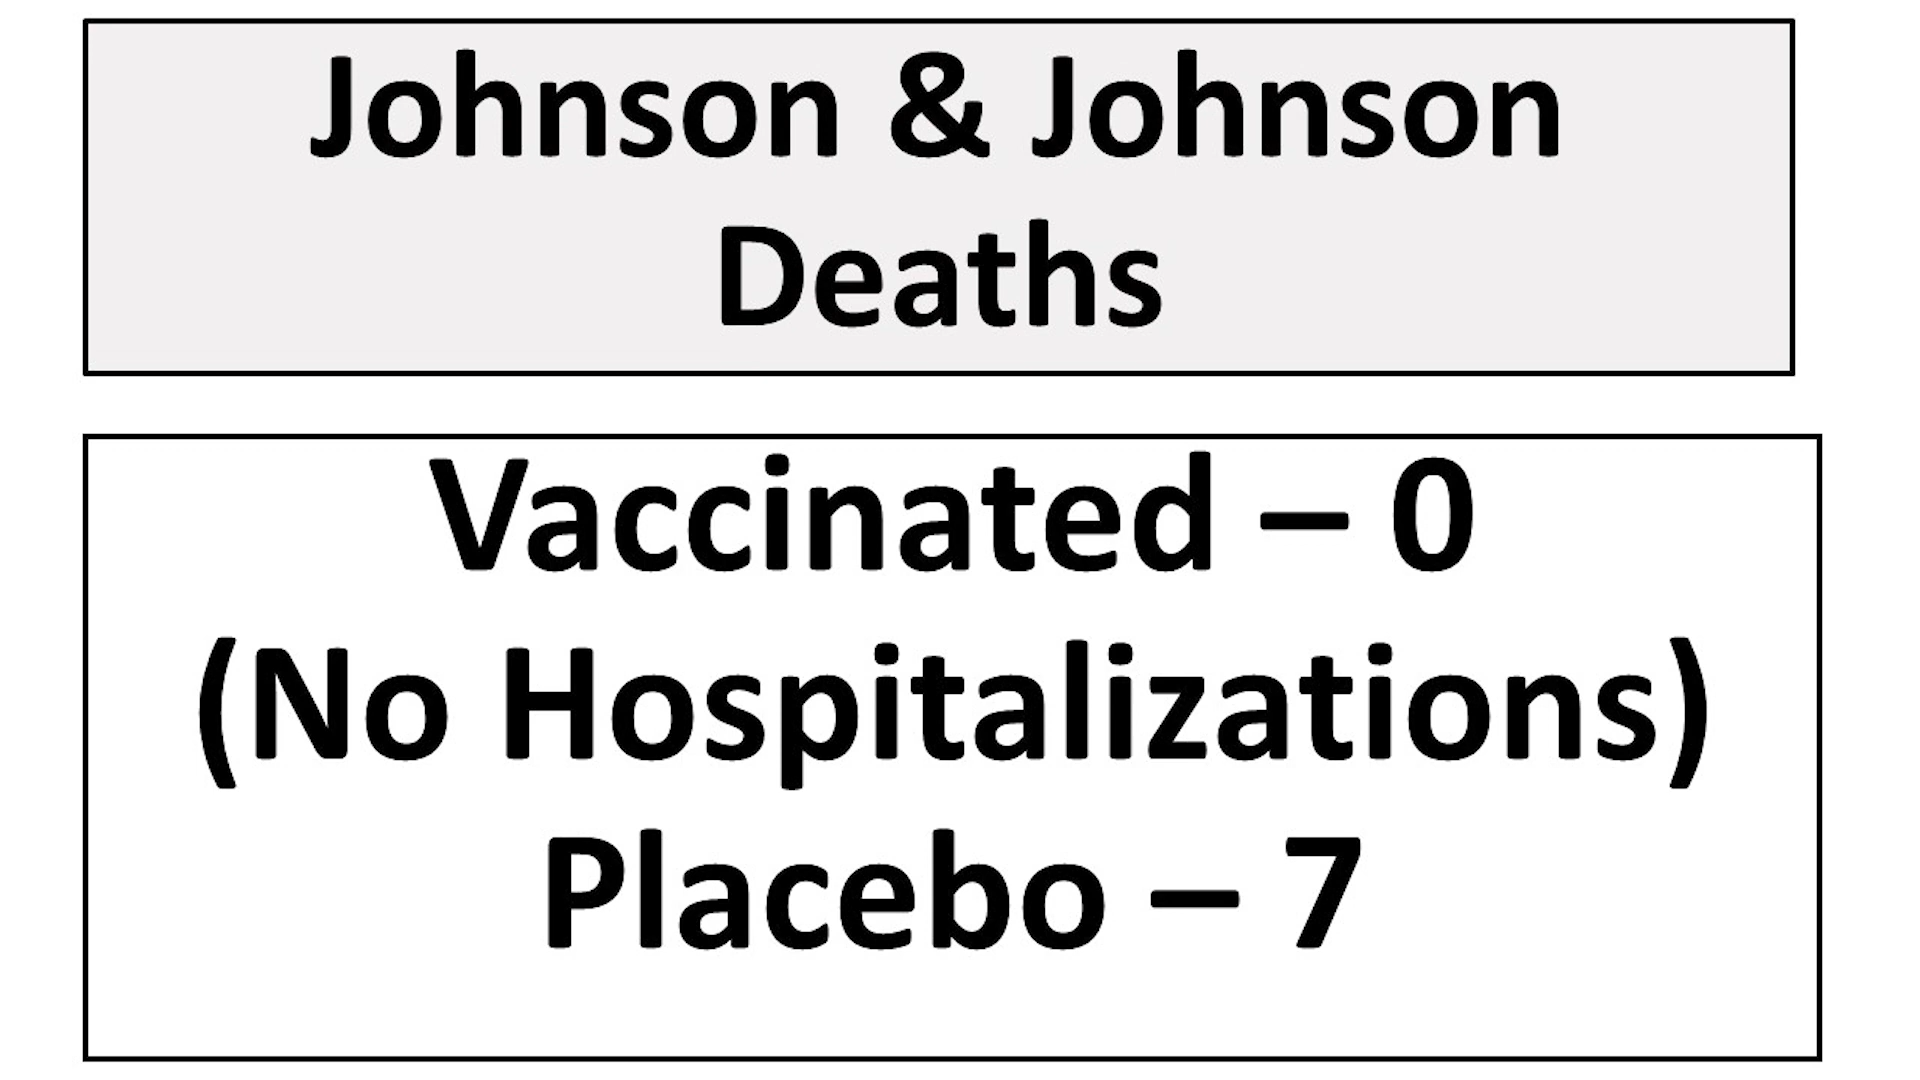 Johnson & Johnson
Deaths
Vaccinated – 0
(No Hospitalizations)
Placebo – 7